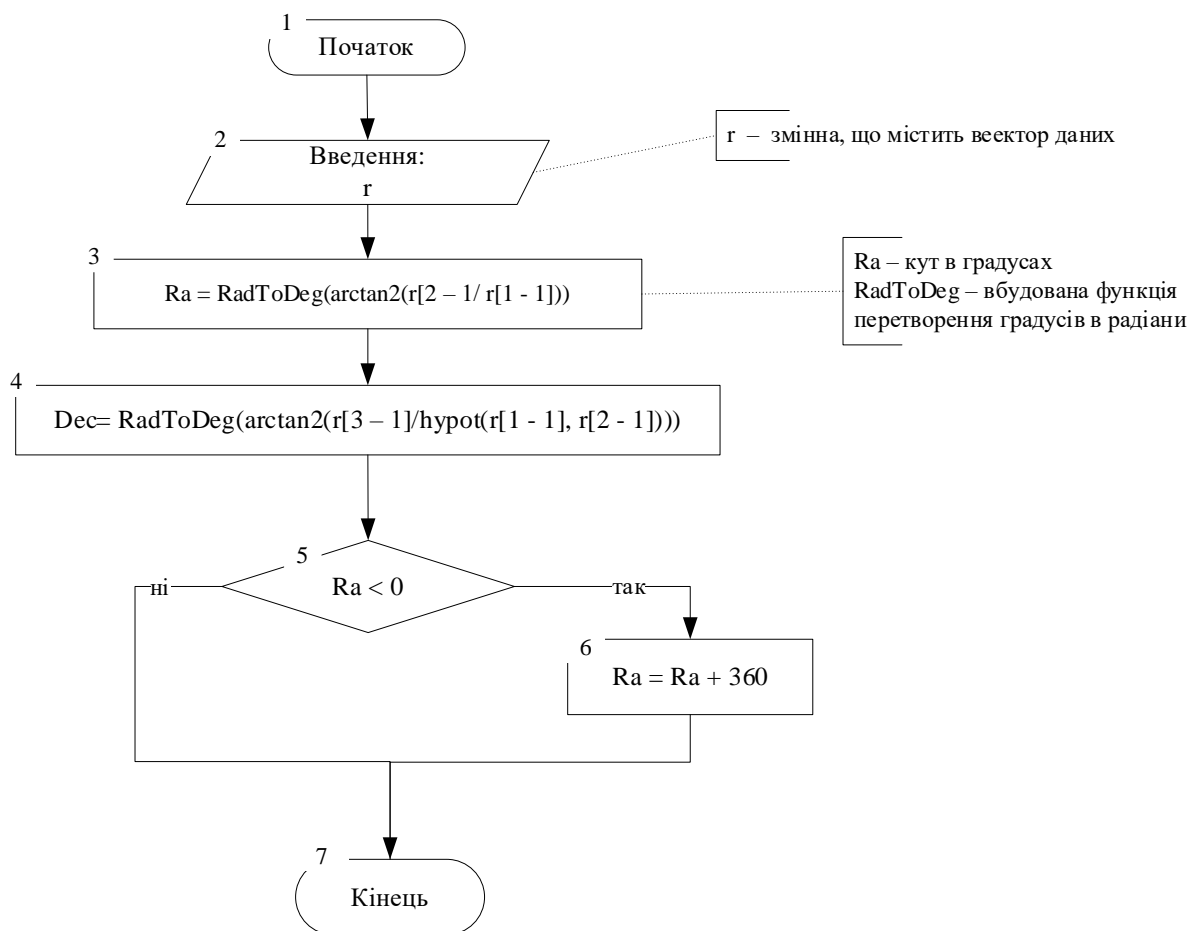 1
Початок
2
Введення:
r
r – змінна, що містить веектор даних
3
Ra = RadToDeg(arctan2(r[2 – 1/ r[1 - 1]))
Ra – кут в градусах
RadToDeg – вбудована функція
перетворення градусів в радіани
4
Dec= RadToDeg(arctan2(r[3 – 1]/hypot(r[1 - 1], r[2 - 1])))
5
Ra < 0
ні
так
6
Ra = Ra + 360
7
Кінець